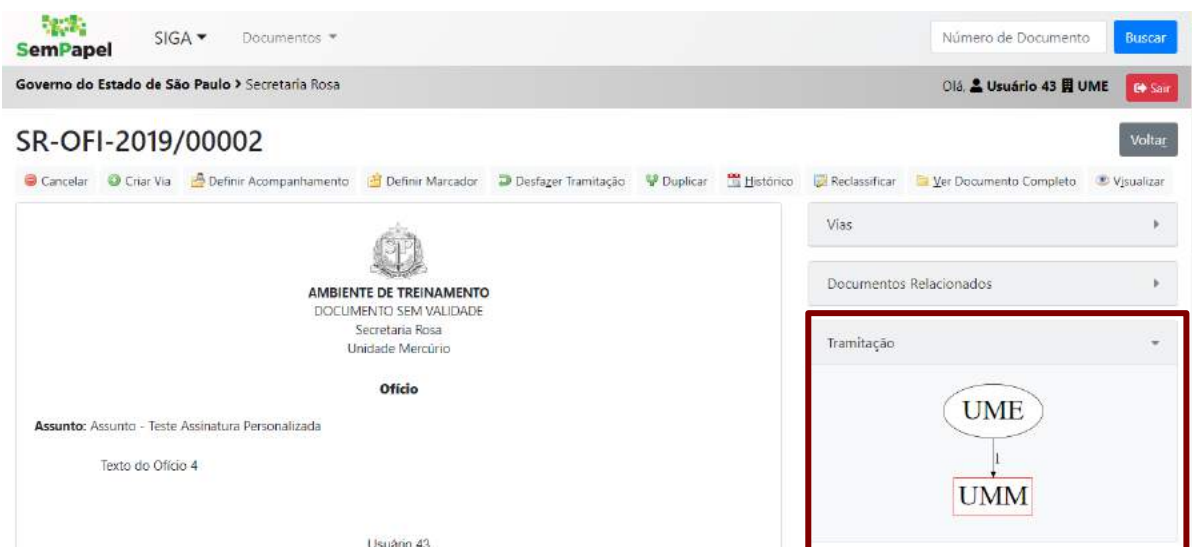 SemPapel
SIGA
Documentos
Número de Documento
Buscar
Governo do Estado de São Paulo > Secretaria Rosa
Olá, Usuário 43 UME
Sair
SR-OFI-2019/00002
Voltar
Cancelar
Criar Via
Definir Acompanhamento
Definir Marcador
Desfazer Tramitação
Duplicar
Histórico
Reclassificar
Ver Documento Completo
Visualizar
AMBIENTE DE TREINAMENTO
DOCUMENTO SEM VALIDADE
Secretaria Rosa
Unidade Mercúrio
Ofício
Assunto: Assunto - Teste Assinatura Personalizada
Texto do Ofício 4
Usuário 43
Vias
Documentos Relacionados
Tramitação
UME
1
UMM